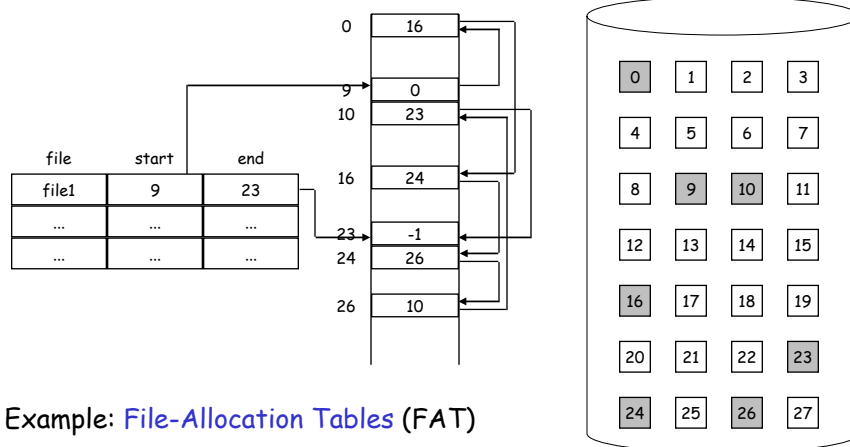 file start end
file1 9 23
... ... ...
... ... ...
0 16
9 0
10 23
16 24
23 -1
24 26
26 10
0 1 2 3
4 5 6 7
8 9 10 11
12 13 14 15
16 17 18 19
20 21 22 23
24 25 26 27
Example: File-Allocation Tables (FAT)